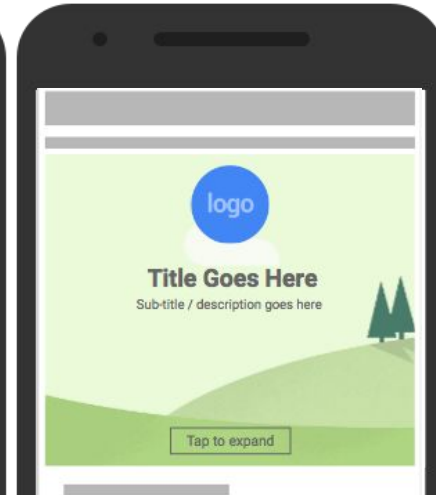 logo
Title Goes Here
Sub-title / description goes here
Tap to expand